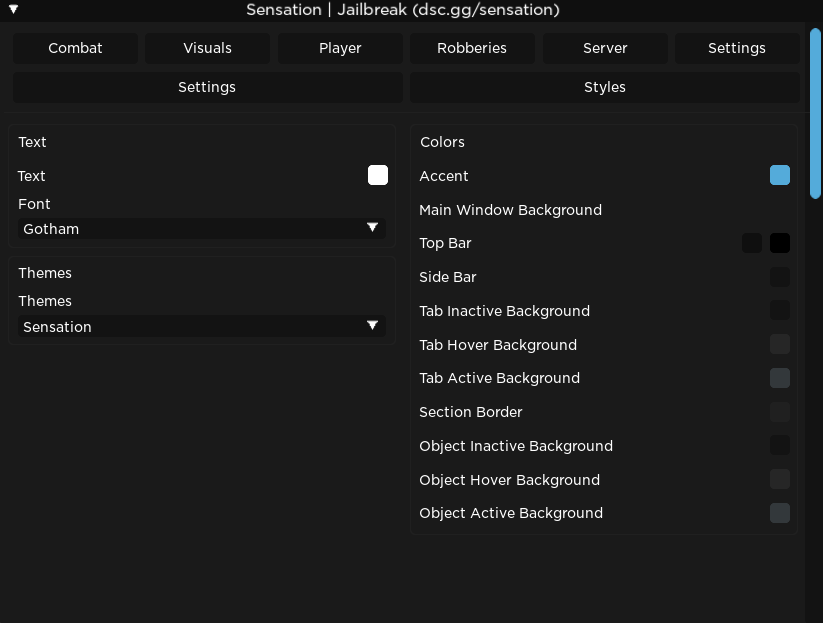 Sensation | Jailbreak (dsc.gg/sensation)
Combat Visuals Player Robberies Server Settings
Settings Styles
Text
Text
Font
Gotham
Themes
Themes
Sensation
Colors
Accent
Main Window Background
Top Bar
Side Bar
Tab Inactive Background
Tab Hover Background
Tab Active Background
Section Border
Object Inactive Background
Object Hover Background
Object Active Background